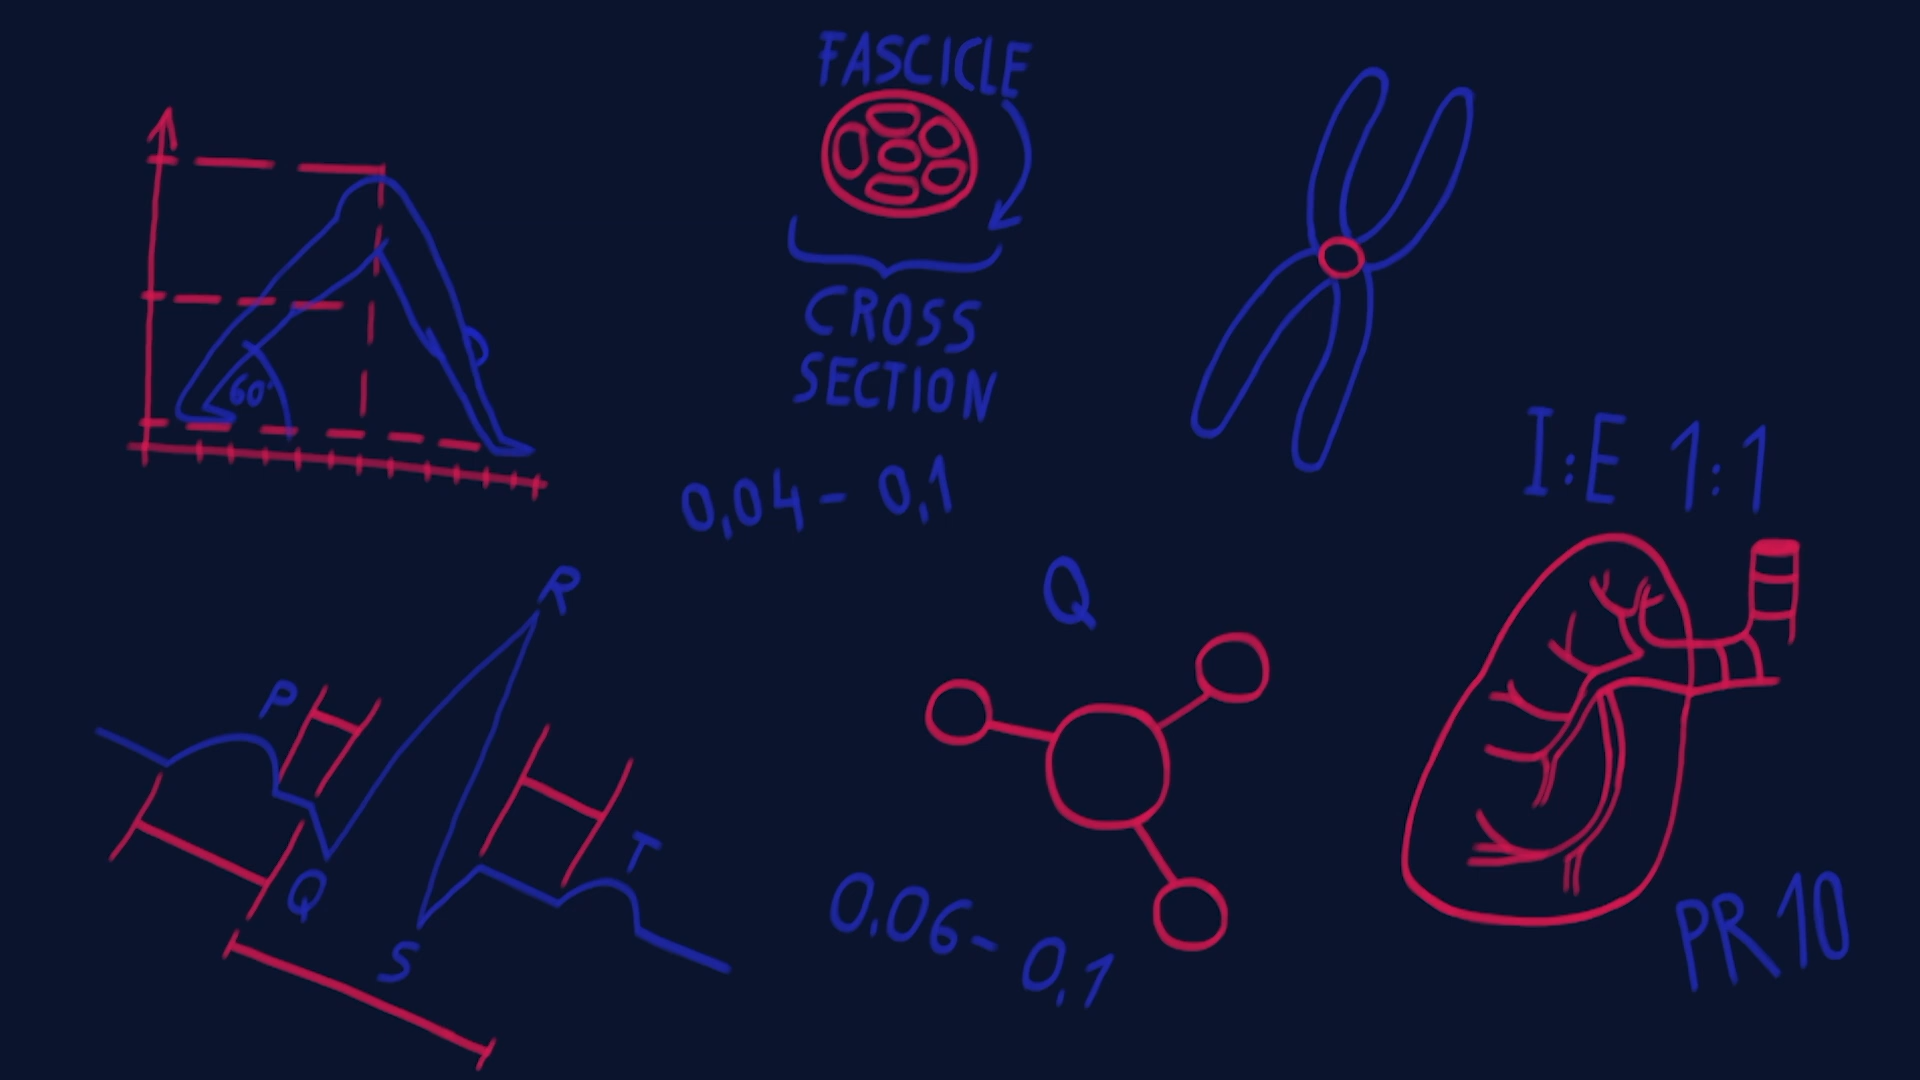 FASCICLE
CROSS
SECTION
60°
0,04 - 0,1
I:E 1:1
R
Q
P
T
Q
S
0.06 - 0,1
PR 10